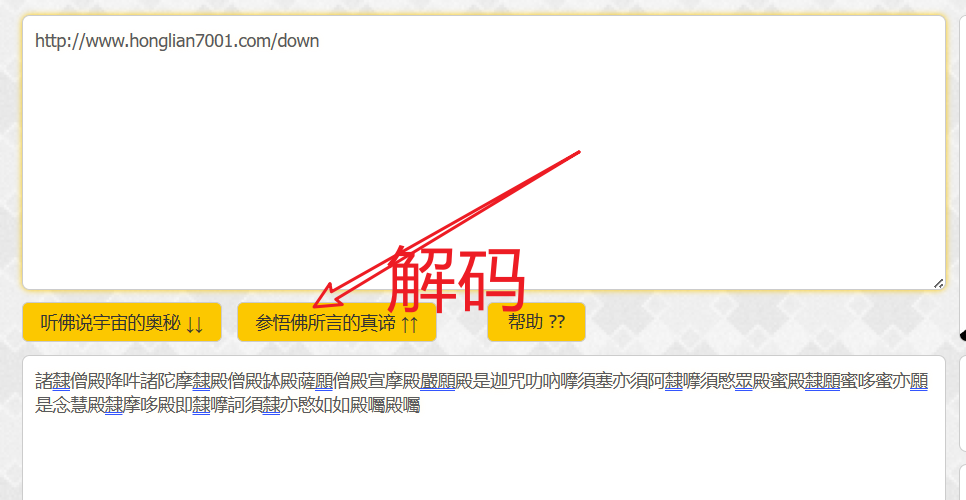 http://www.honglian7001.com/down
解码
听佛说宇宙的奥秘 ↓↓
参悟佛所言的真谛 ↑↑
帮助 ??
諸隸僧殿降吽諸陀摩隸殿僧殿缽殿薩願僧殿宣摩殿嚴願殿是迦咒叻吶嚤須塞亦須阿隸嚤須愍眾殿蜜殿隸願蜜哆蜜亦願
是念慧殿隸摩哆殿即隸嚤訶須隸亦愍如如殿囑殿囑